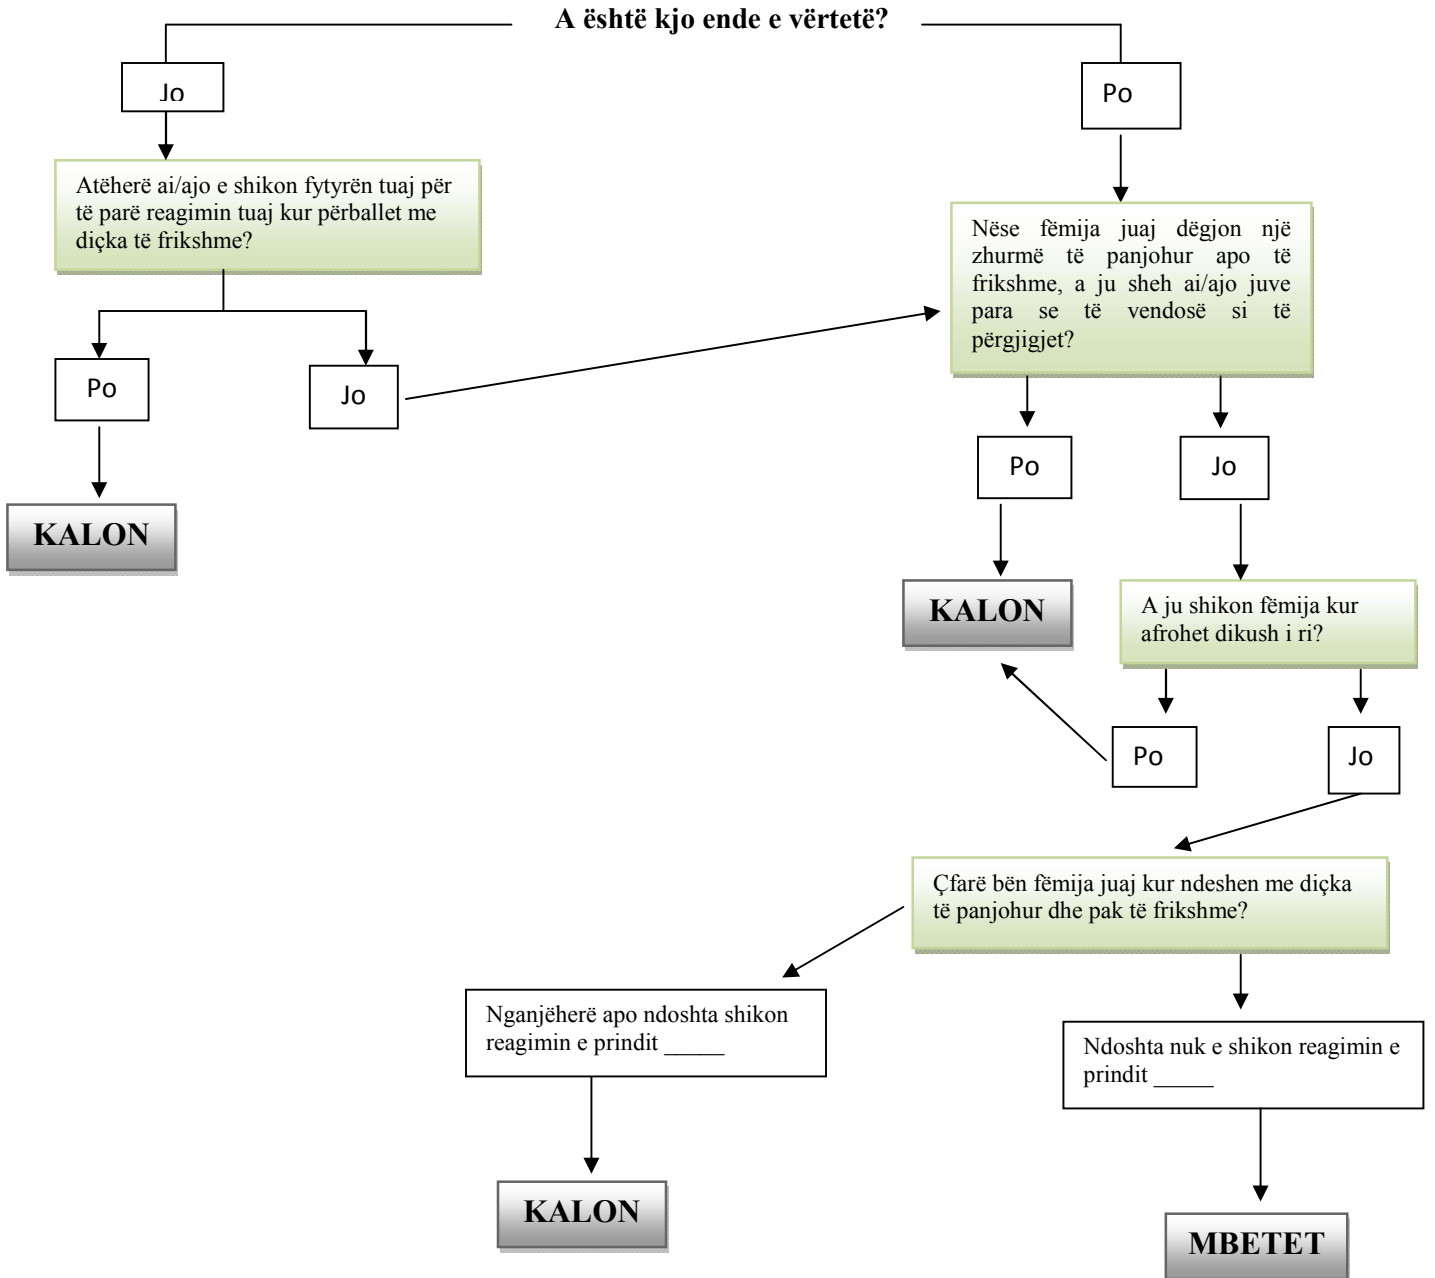 A është kjo ende e vërtetë?
Jo
Po
Atëherë ai/ajo e shikon fytyrën tuaj për
të parë reagimin tuaj kur përballet me
diçka të frikshme?
Nëse fëmija juaj dëgjon një
zhurmë të panjohur apo të
frikshme, a ju sheh ai/ajo juve
para se të vendosë si të
përgjigjet?
Po
Jo
KALON
Po
Jo
KALON
A ju shikon fëmija kur
afrohet dikush i ri?
Po
Jo
Çfarë bën fëmija juaj kur ndeshen me diçka
të panjohur dhe pak të frikshme?
Nganjëherë apo ndoshta shikon
reagimin e prindit _____
Ndoshta nuk e shikon reagimin e
prindit _____
KALON
MBETET